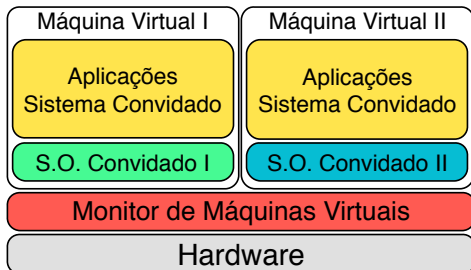 Máquina Virtual I
Máquina Virtual II
Aplicações
Sistema Convidado
Aplicações
Sistema Convidado
S.O. Convidado I
S.O. Convidado II
Monitor de Máquinas Virtuais
Hardware